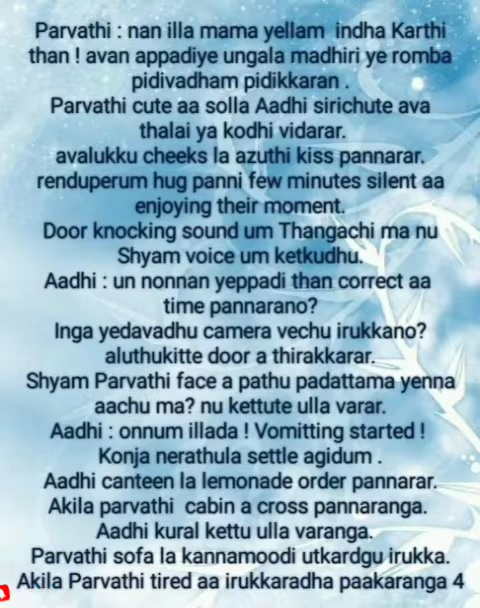 Parvathi : nan illa mama yellam indha Karthi
than ! avan appadiye ungala madhiri ye romba
pidivadham pidikkaran .
Parvathi cute aa solla Aadhi sirichute ava
thalai ya kodhi vidarar.
avalukku cheeks la azuthi kiss pannarar.
renduperum hug panni few minutes silent aa
enjoying their moment.
Door knocking sound um Thangachi ma nu
Shyam voice um ketkudhu.
Aadhi : un nonnan yeppadi than correct aa
time pannarano?
Inga yedavadhu camera vechu irukkano?
aluthukitte door a thirakkarar.
Shyam Parvathi face a pathu padattama yenna
aachu ma? nu kettute ulla varar.
Aadhi : onnum illada ! Vomitting started !
Konja nerathula settle agidum .
Aadhi canteen la lemonade order pannarar.
Akila parvathi cabin a cross pannaranga.
Aadhi kural kettu ulla varanga.
Parvathi sofa la kannamoodi utkardgu irukka.
Akila Parvathi tired aa irukkaradha paakaranga 4